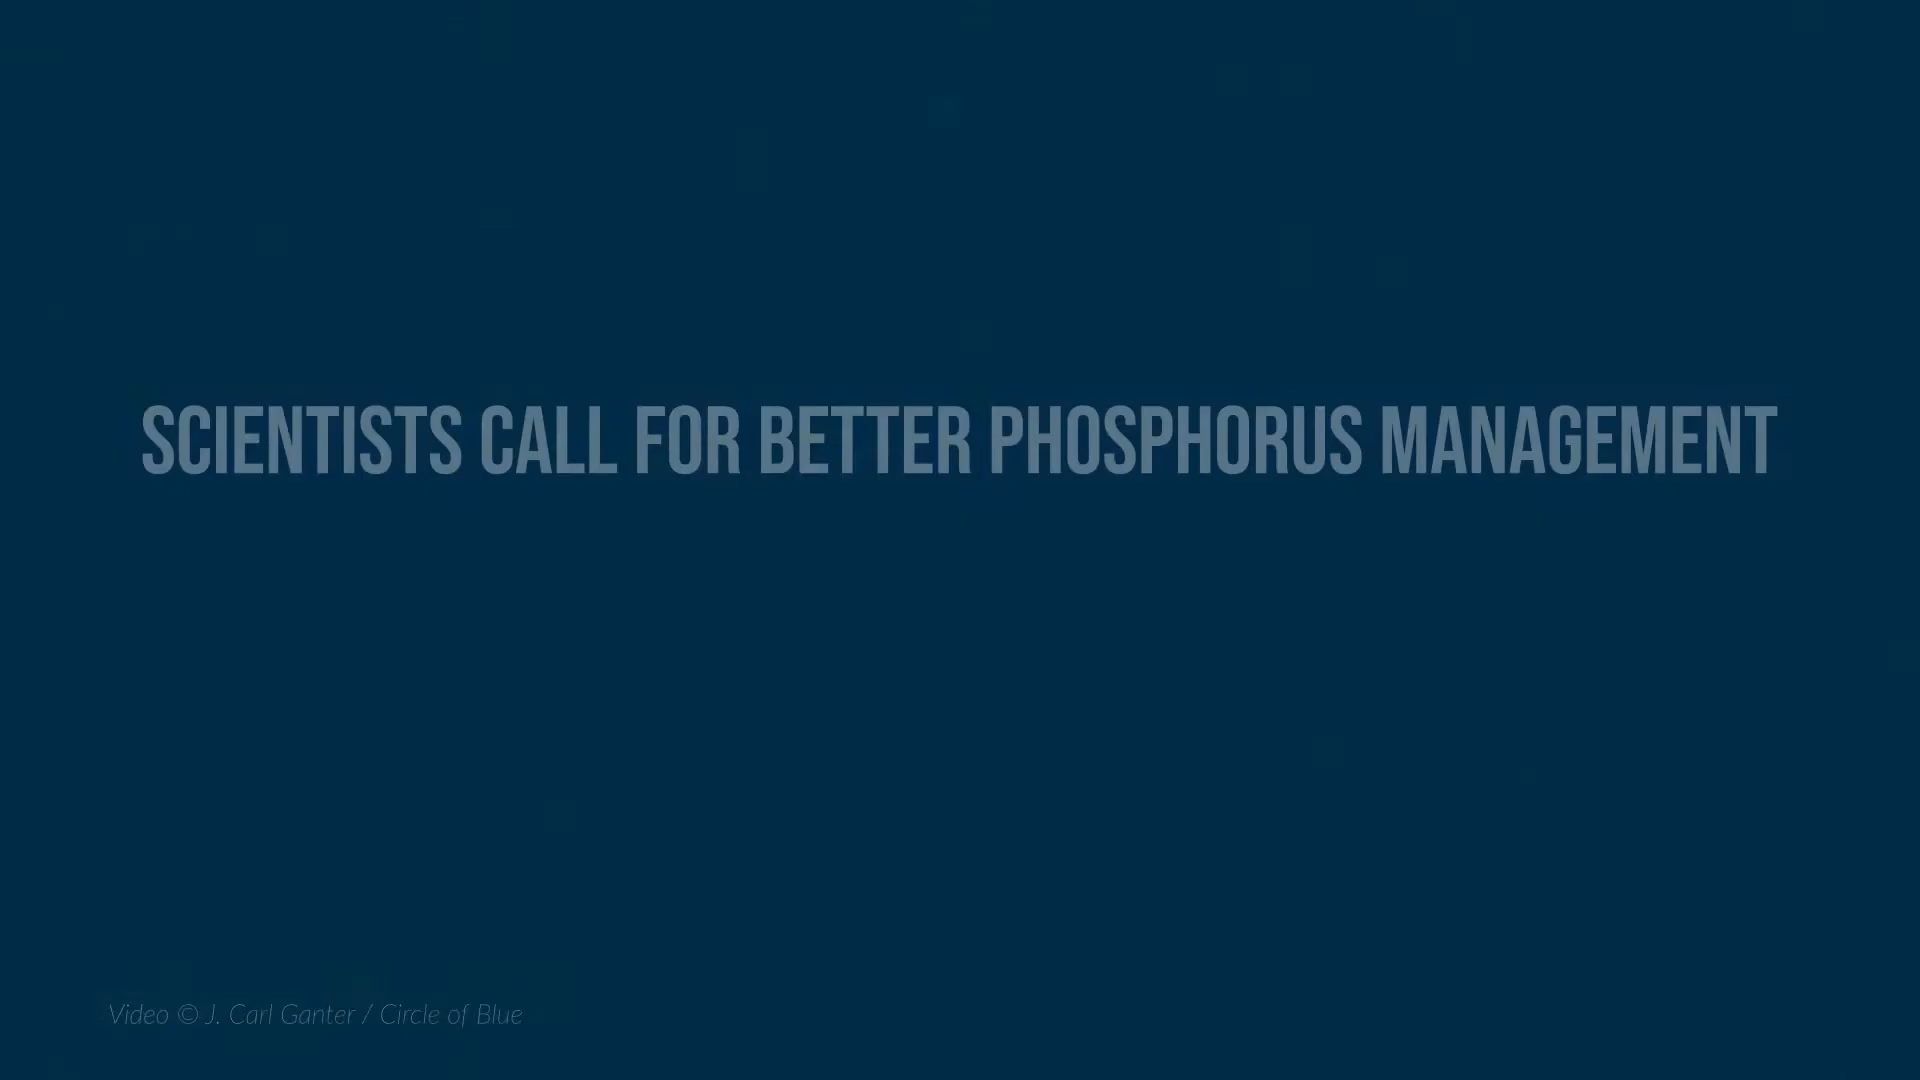 SCIENTISTS CALL FOR BETTER PHOSPHORUS MANAGEMENT
Video © J. Carl Ganter / Circle of Blue